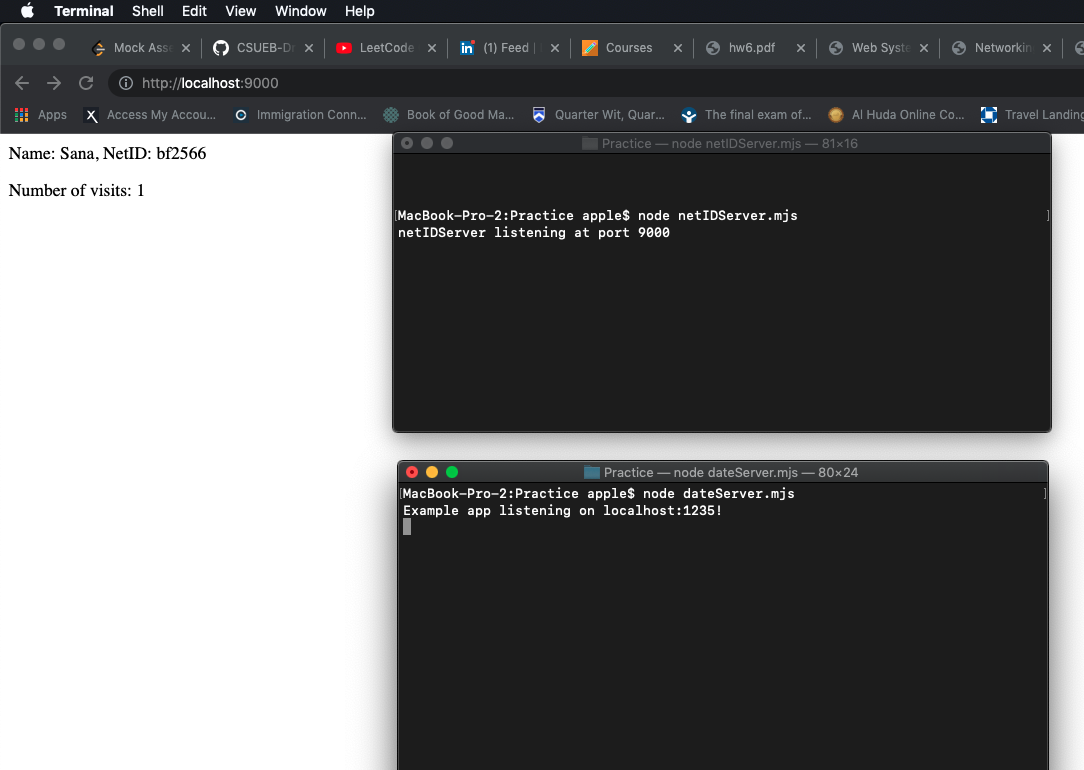 Terminal Shell Edit View Window Help
Mock Asse CSUEB-D LeetCode (1) Feed | Courses hw6.pdf Web Syste Networkin
http://localhost:9000
Apps Access My Accou... Immigration Conn... Book of Good Ma... Quarter Wit, Quar... The final exam of... Al Huda Online Co... Travel Landing
Name: Sana, NetID: bf2566
Number of visits: 1
Practice — node netIDServer.mjs — 81×16
[MacBook-Pro-2:Practice apple$ node netIDServer.mjs ]
netIDServer listening at port 9000
Practice — node dateServer.mjs — 80×24
[MacBook-Pro-2:Practice apple$ node dateServer.mjs ]
Example app listening on localhost:1235!